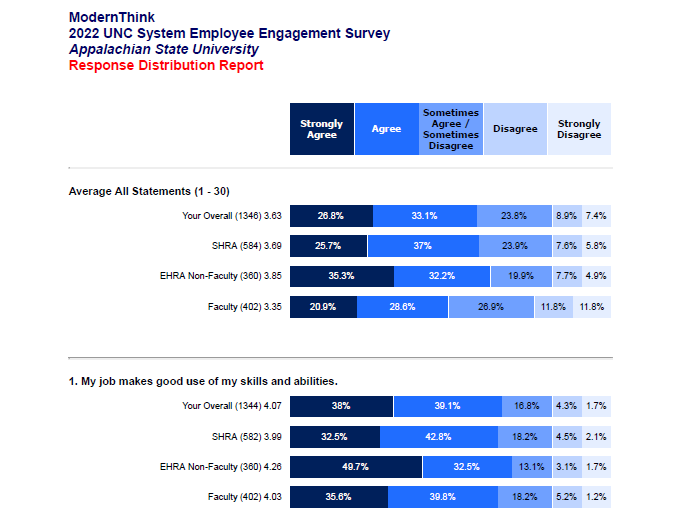 ModernThink
2022 UNC System Employee Engagement Survey
Appalachian State University
Response Distribution Report
Strongly Agree
Agree
Sometimes Agree / Sometimes Disagree
Disagree
Strongly Disagree
Average All Statements (1 - 30)
Your Overall (1346) 3.63 26.8% 33.1% 23.8% 8.9% 7.4%
SHRA (584) 3.69 25.7% 37% 23.9% 7.6% 5.8%
EHRA Non-Faculty (360) 3.85 35.3% 32.2% 19.9% 7.7% 4.9%
Faculty (402) 3.35 20.9% 28.6% 26.9% 11.8% 11.8%
1. My job makes good use of my skills and abilities.
Your Overall (1344) 4.07 38% 39.1% 16.8% 4.3% 1.7%
SHRA (582) 3.99 32.5% 42.8% 18.2% 4.5% 2.1%
EHRA Non-Faculty (360) 4.26 49.7% 32.5% 13.1% 3.1% 1.7%
Faculty (402) 4.03 35.6% 39.8% 18.2% 5.2% 1.2%